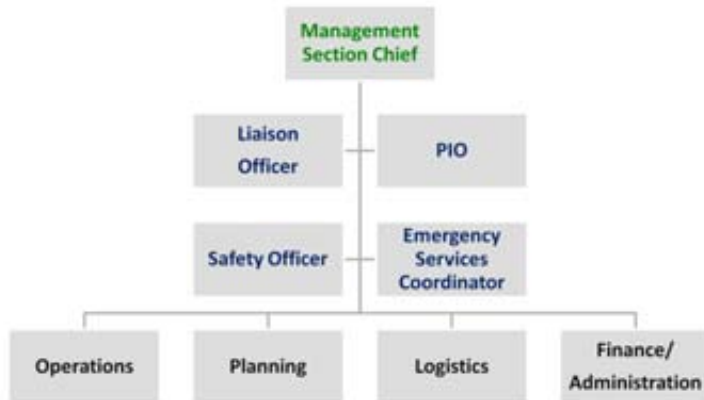 Management
Section Chief
Liaison
Officer
PIO
Safety Officer
Emergency
Services
Coordinator
Operations
Planning
Logistics
Finance/
Administration